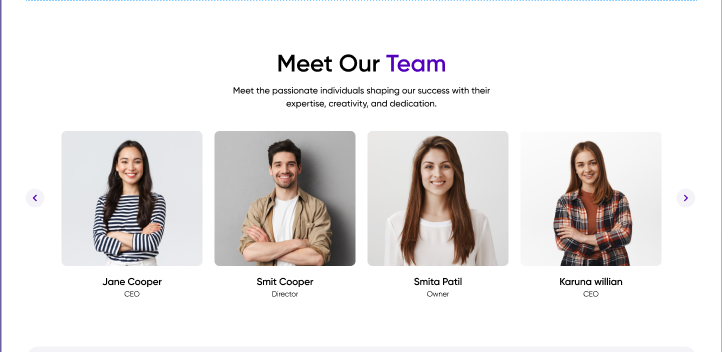 Meet Our Team
Meet the passionate individuals shaping our success with their
expertise, creativity, and dedication.
Jane Cooper
CEO
Smit Cooper
Director
Smita Patil
Owner
Karuna willian
CEO